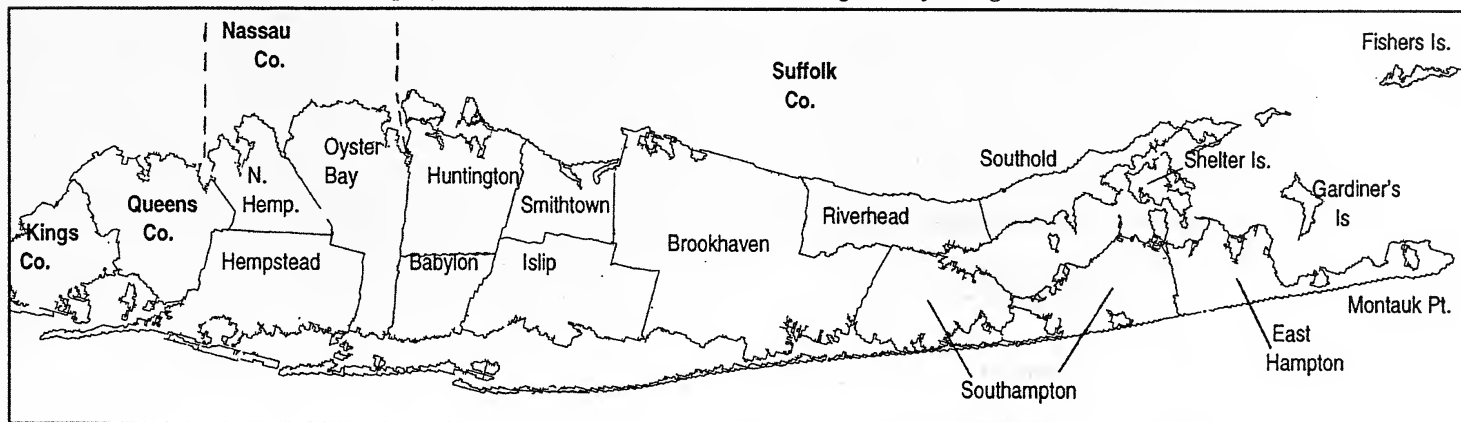 Nassau
Co.
Fishers Is.
Suffolk
Co.
Oyster
Bay
Southold
N.
Hemp.
Huntington
Shelter Is.
Gardiner's
Is
Queens
Co.
Smithtown
Riverhead
Kings
Co.
Brookhaven
Hempstead
Babylon
Islip
Montauk Pt.
East
Hampton
Southampton